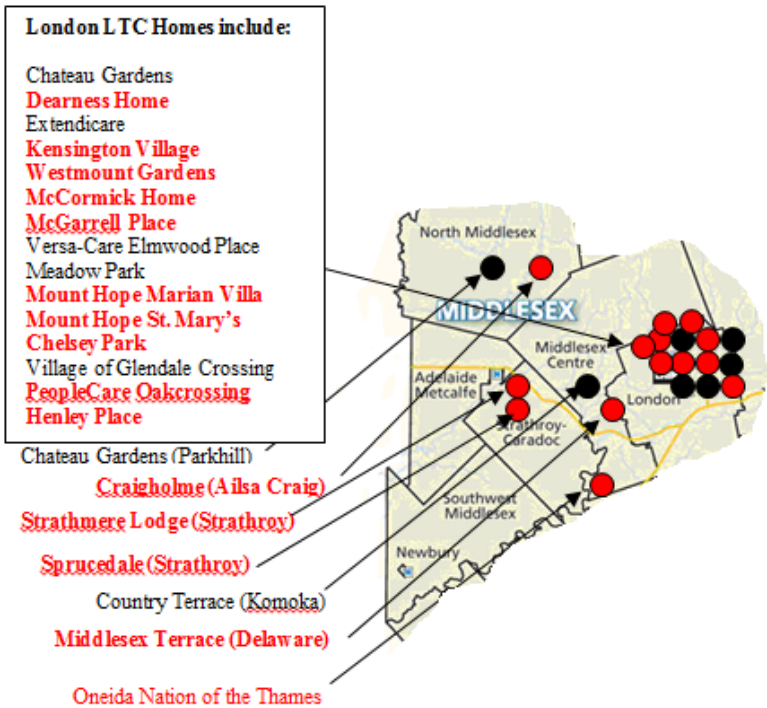 London LTC Homes include:
Chateau Gardens
Dearness Home
Extendicare
Kensington Village
Westmount Gardens
McCormick Home
McGarrell Place
Versa-Care Elmwood Place
Meadow Park
Mount Hope Marian Villa
Mount Hope St. Mary's
Chelsey Park
Village of Glendale Crossing
PeopleCare Oakcrossing
Henley Place
Chateau Gardens (Parkhill)
Craigholme (Ailsa Craig)
Strathmere Lodge (Strathroy)
Sprucedale (Strathroy)
Country Terrace (Komoka)
Middlesex Terrace (Delaware)
Oneida Nation of the Thames
North Middlesex
MIDDLESEX
Middlesex
Centre
Adelaide
Metcalfe
London
Strathroy-
Caradoc
Southwest
Middlesex
Newbury